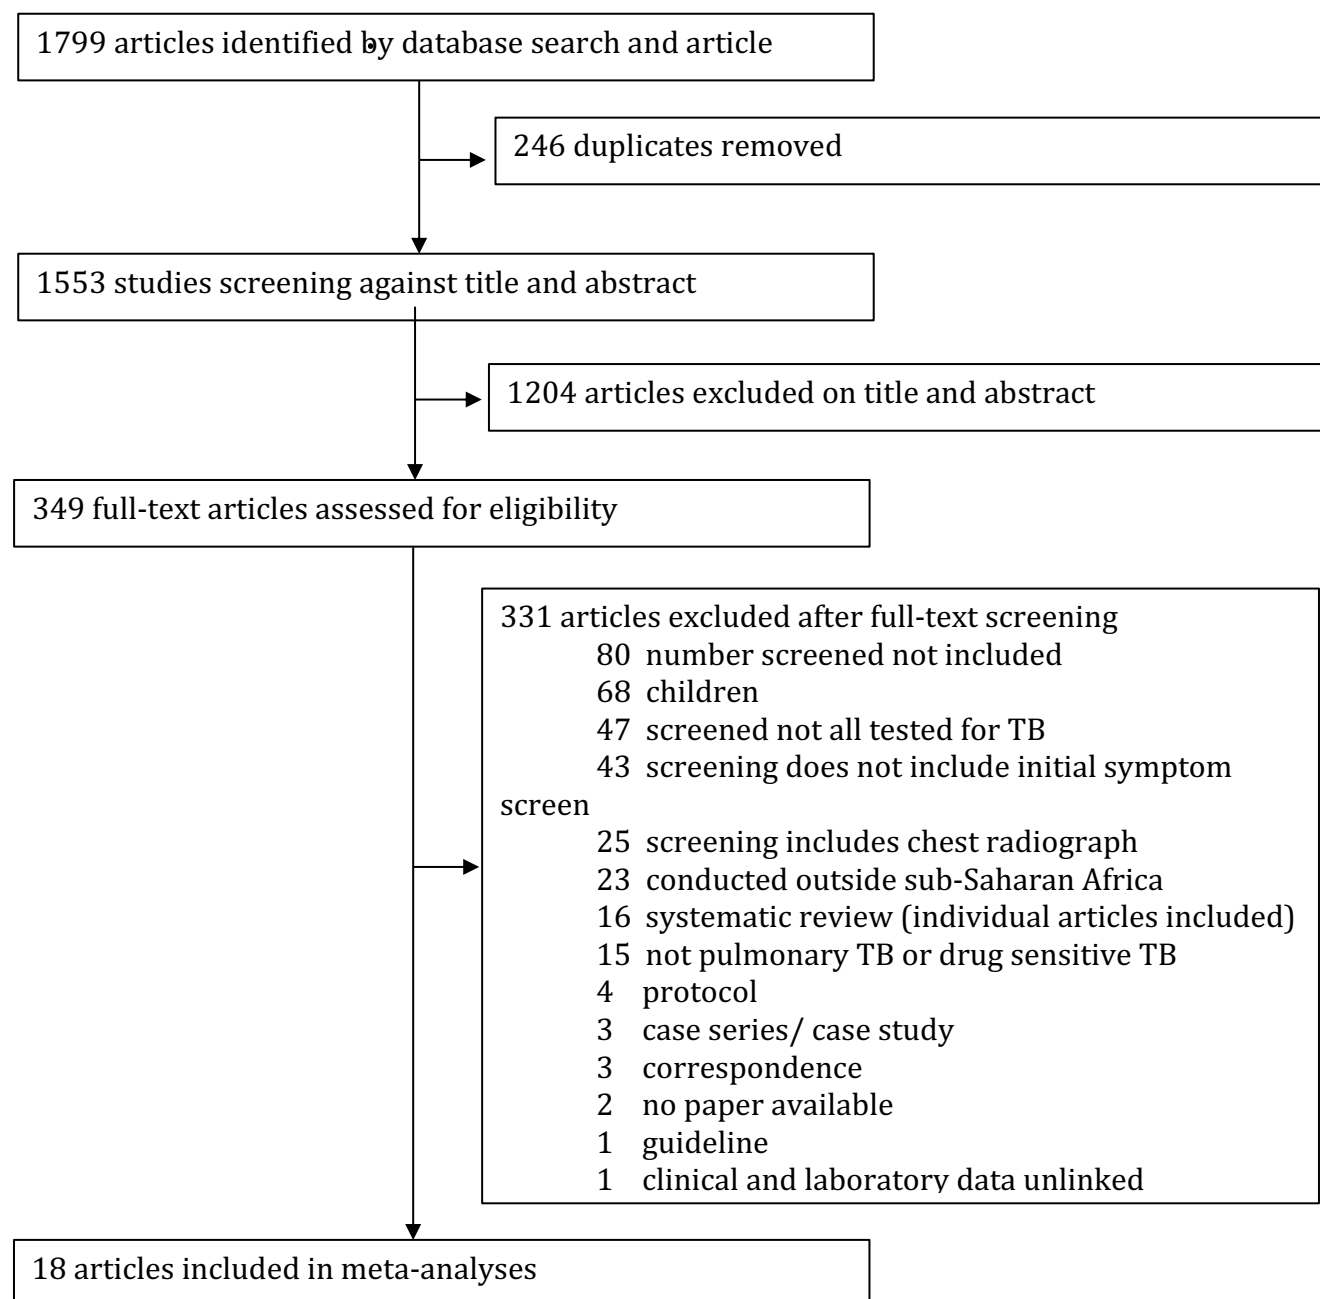 1799 articles identified by database search and article
246 duplicates removed
1553 studies screening against title and abstract
1204 articles excluded on title and abstract
349 full-text articles assessed for eligibility
331 articles excluded after full-text screening
80 number screened not included
68 children
47 screened not all tested for TB
43 screening does not include initial symptom
screen
25 screening includes chest radiograph
23 conducted outside sub-Saharan Africa
16 systematic review (individual articles included)
15 not pulmonary TB or drug sensitive TB
4 protocol
3 case series/ case study
3 correspondence
2 no paper available
1 guideline
1 clinical and laboratory data unlinked
18 articles included in meta-analyses